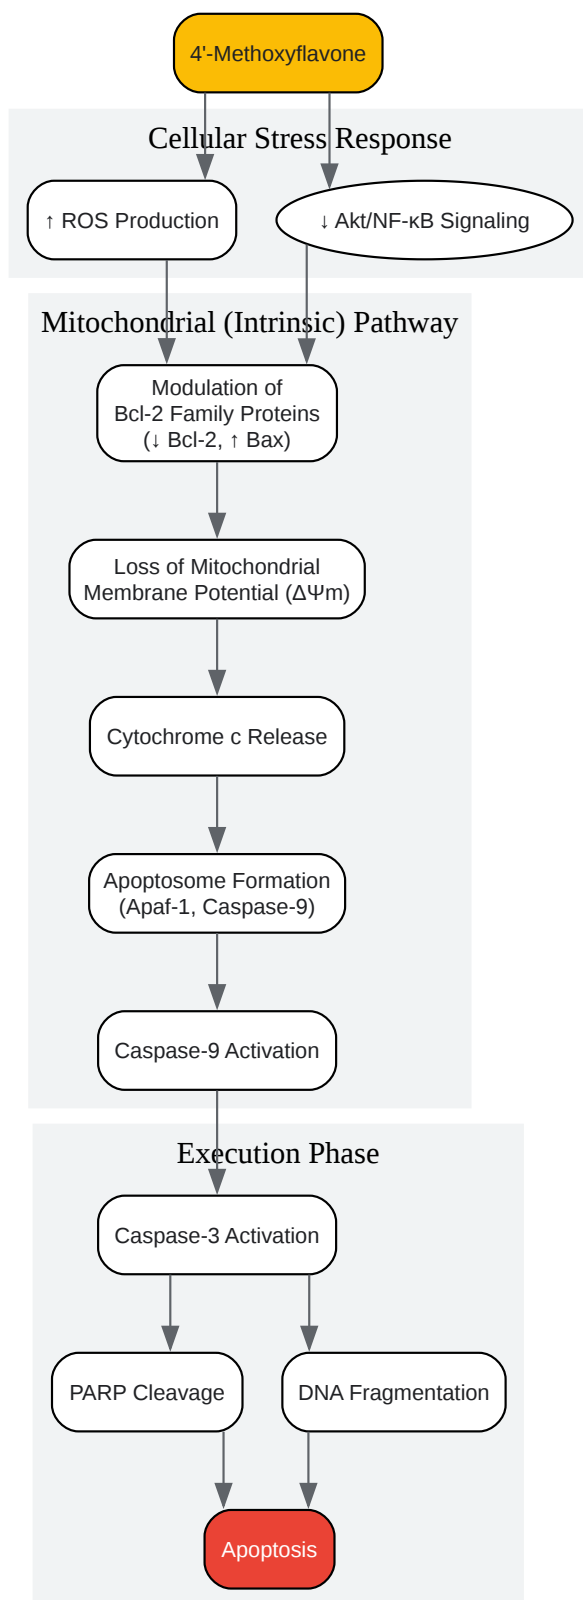 4'-Methoxyflavone
Cellular Stress Response
↑ ROS Production
↓ Akt/NF-κB Signaling
Mitochondrial (Intrinsic) Pathway
Modulation of
Bcl-2 Family Proteins
(↓ Bcl-2, ↑ Bax)
Loss of Mitochondrial
Membrane Potential (ΔΨm)
Cytochrome c Release
Apoptosome Formation
(Apaf-1, Caspase-9)
Caspase-9 Activation
Execution Phase
Caspase-3 Activation
PARP Cleavage
DNA Fragmentation
Apoptosis